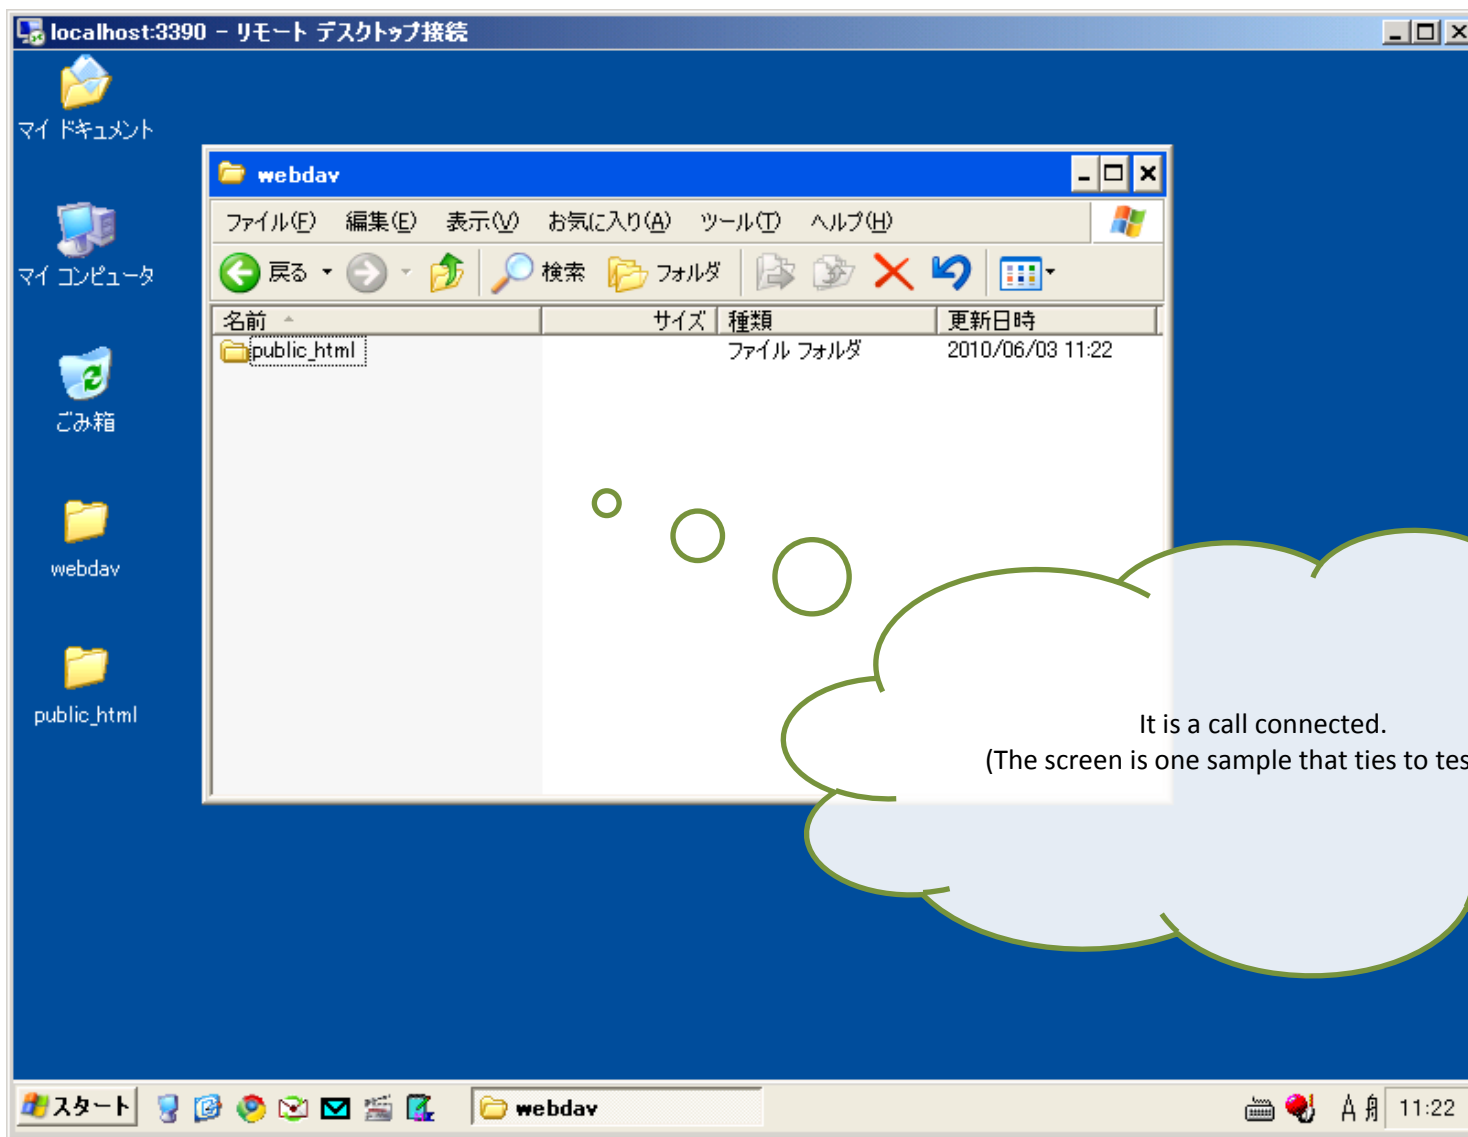 localhost:3390 - リモート デスクトップ接続
マイ ドキュメント
マイ コンピュータ
ごみ箱
webdav
public_html
webdav
ファイル(F) 編集(E) 表示(V) お気に入り(A) ツール(T) ヘルプ(H)
戻る 検索 フォルダ
名前 サイズ 種類 更新日時
public_html ファイル フォルダ 2010/06/03 11:22
It is a call connected.
(The screen is one sample that ties to tes
スタート webdav A 11:22